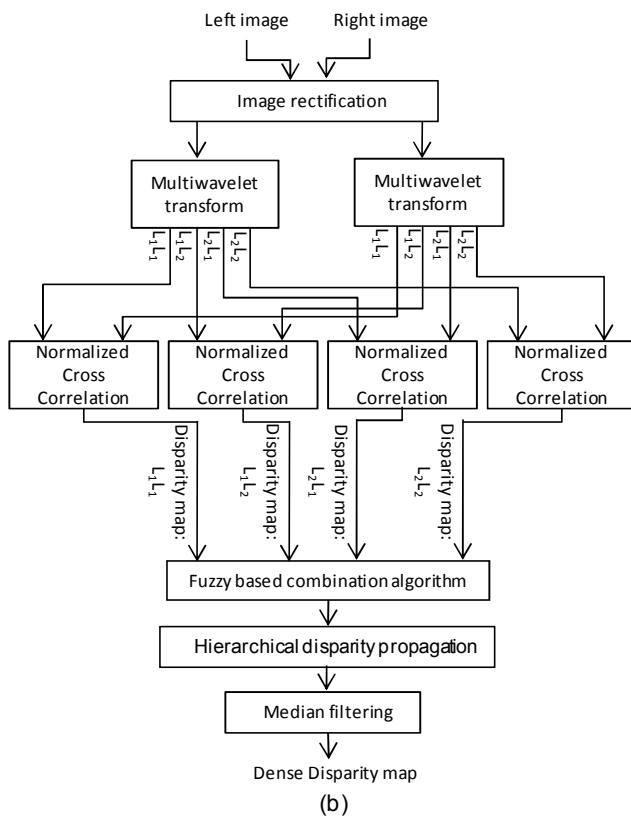 Left image
Right image
Image rectification
Multiwavelet
transform
Multiwavelet
transform
L₁L₁
L₁L₂
L₂L₁
L₂L₂
L₁L₁
L₁L₂
L₂L₁
L₂L₂
Normalized
Cross
Correlation
Normalized
Cross
Correlation
Normalized
Cross
Correlation
Normalized
Cross
Correlation
Disparity map:
L₁L₁
Disparity map:
L₁L₂
Disparity map:
L₂L₁
Disparity map:
L₂L₂
Fuzzy based combination algorithm
Hierarchical disparity propagation
Median filtering
Dense Disparity map
(b)